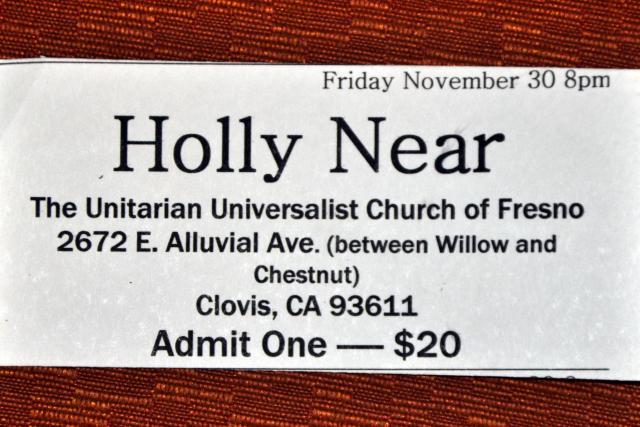 Friday November 30 8pm
Holly Near
The Unitarian Universalist Church of Fresno
2672 E. Alluvial Ave. (between Willow and
Chestnut)
Clovis, CA 93611
Admit One — $20